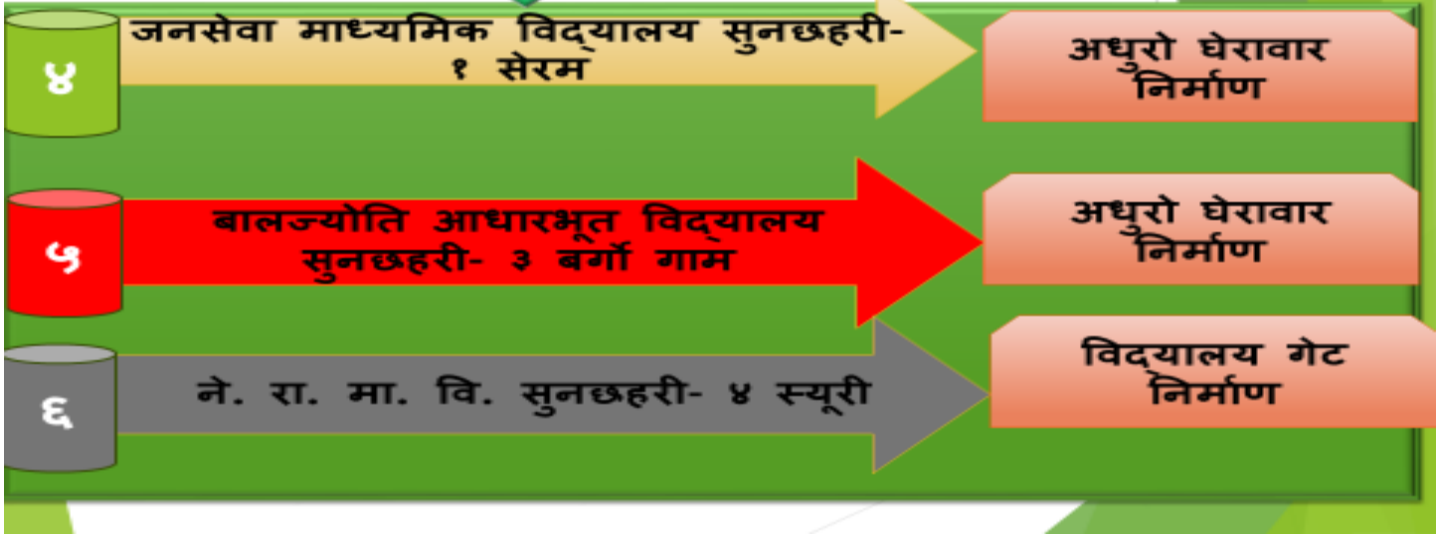 ४
जनसेवा माध्यमिक विद्यालय सुनछहरी-
१ सेरम
अधुरो घेरावार
निर्माण
५
बालज्योति आधारभूत विद्यालय
सुनछहरी- ३ बर्गो गाम
अधुरो घेरावार
निर्माण
६
ने. रा. मा. वि. सुनछहरी- ४ स्यूरी
विद्यालय गेट
निर्माण